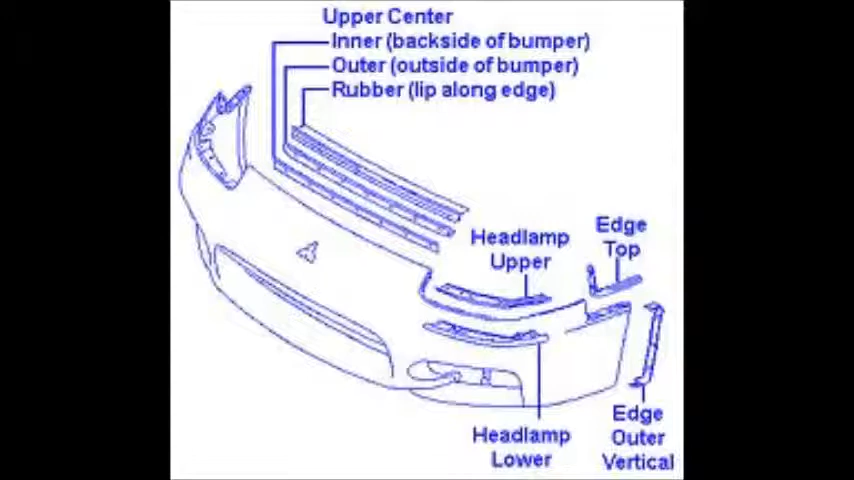 Upper Center
Inner (backside of bumper)
Outer (outside of bumper)
Rubber (lip along edge)
Headlamp
Upper
Edge
Top
Headlamp
Lower
Edge
Outer
Vertical